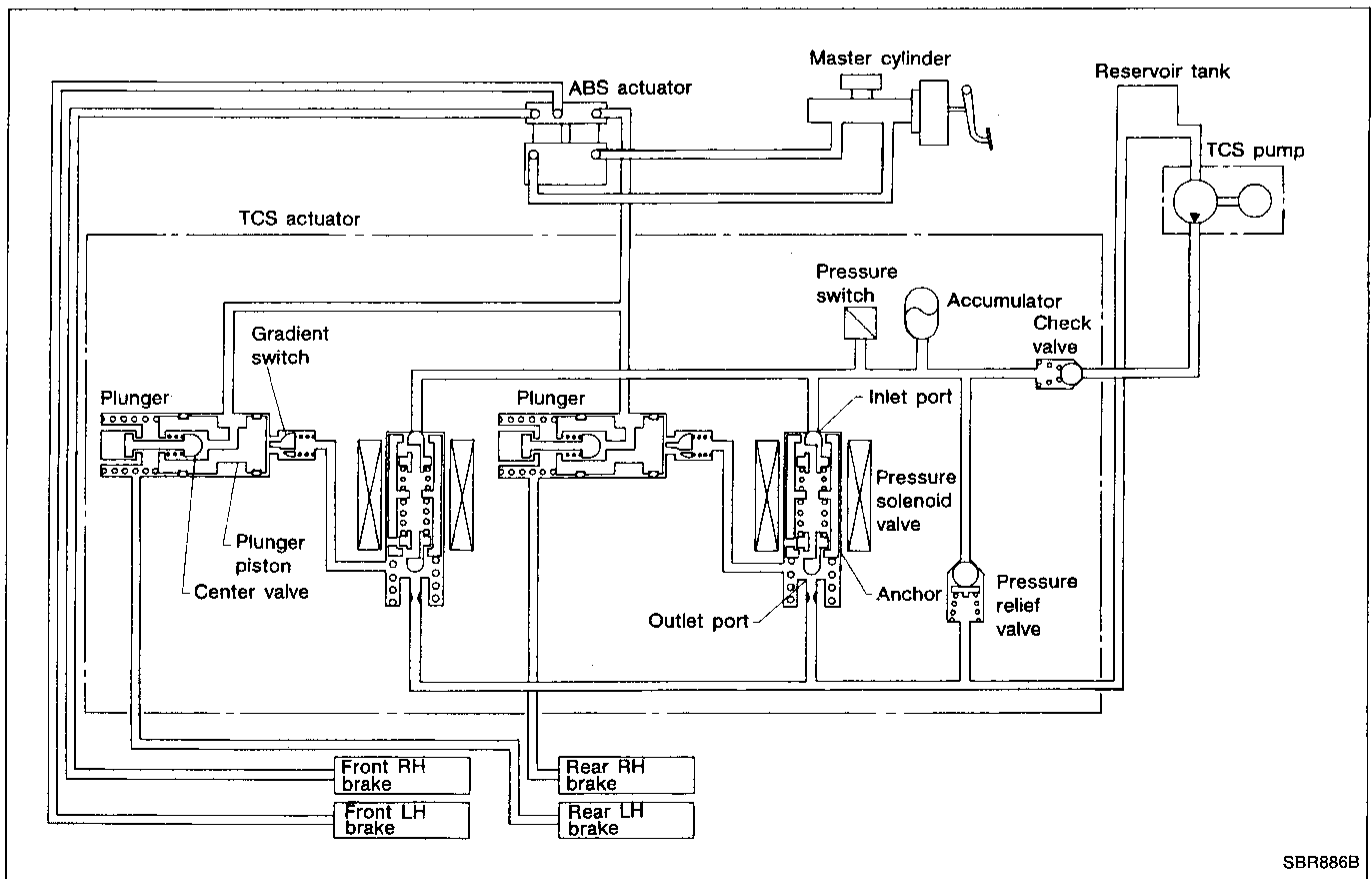 Master cylinder
Reservoir tank
ABS actuator
TCS pump
TCS actuator
Pressure
switch
Accumulator
Check
valve
Gradient
switch
Plunger
Plunger
Inlet port
Pressure
solenoid
valve
Plunger
piston
Center valve
Anchor
Pressure
relief
valve
Outlet port
Front RH
brake
Rear RH
brake
Front LH
brake
Rear LH
brake
SBR886B